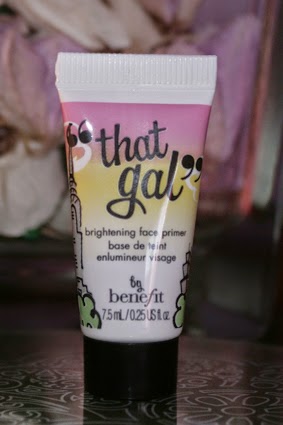 "that
gal"
brightening face primer
base de teint
enlumineur visage
by
benefit
7.5 mL/0.25 US fl.oz.